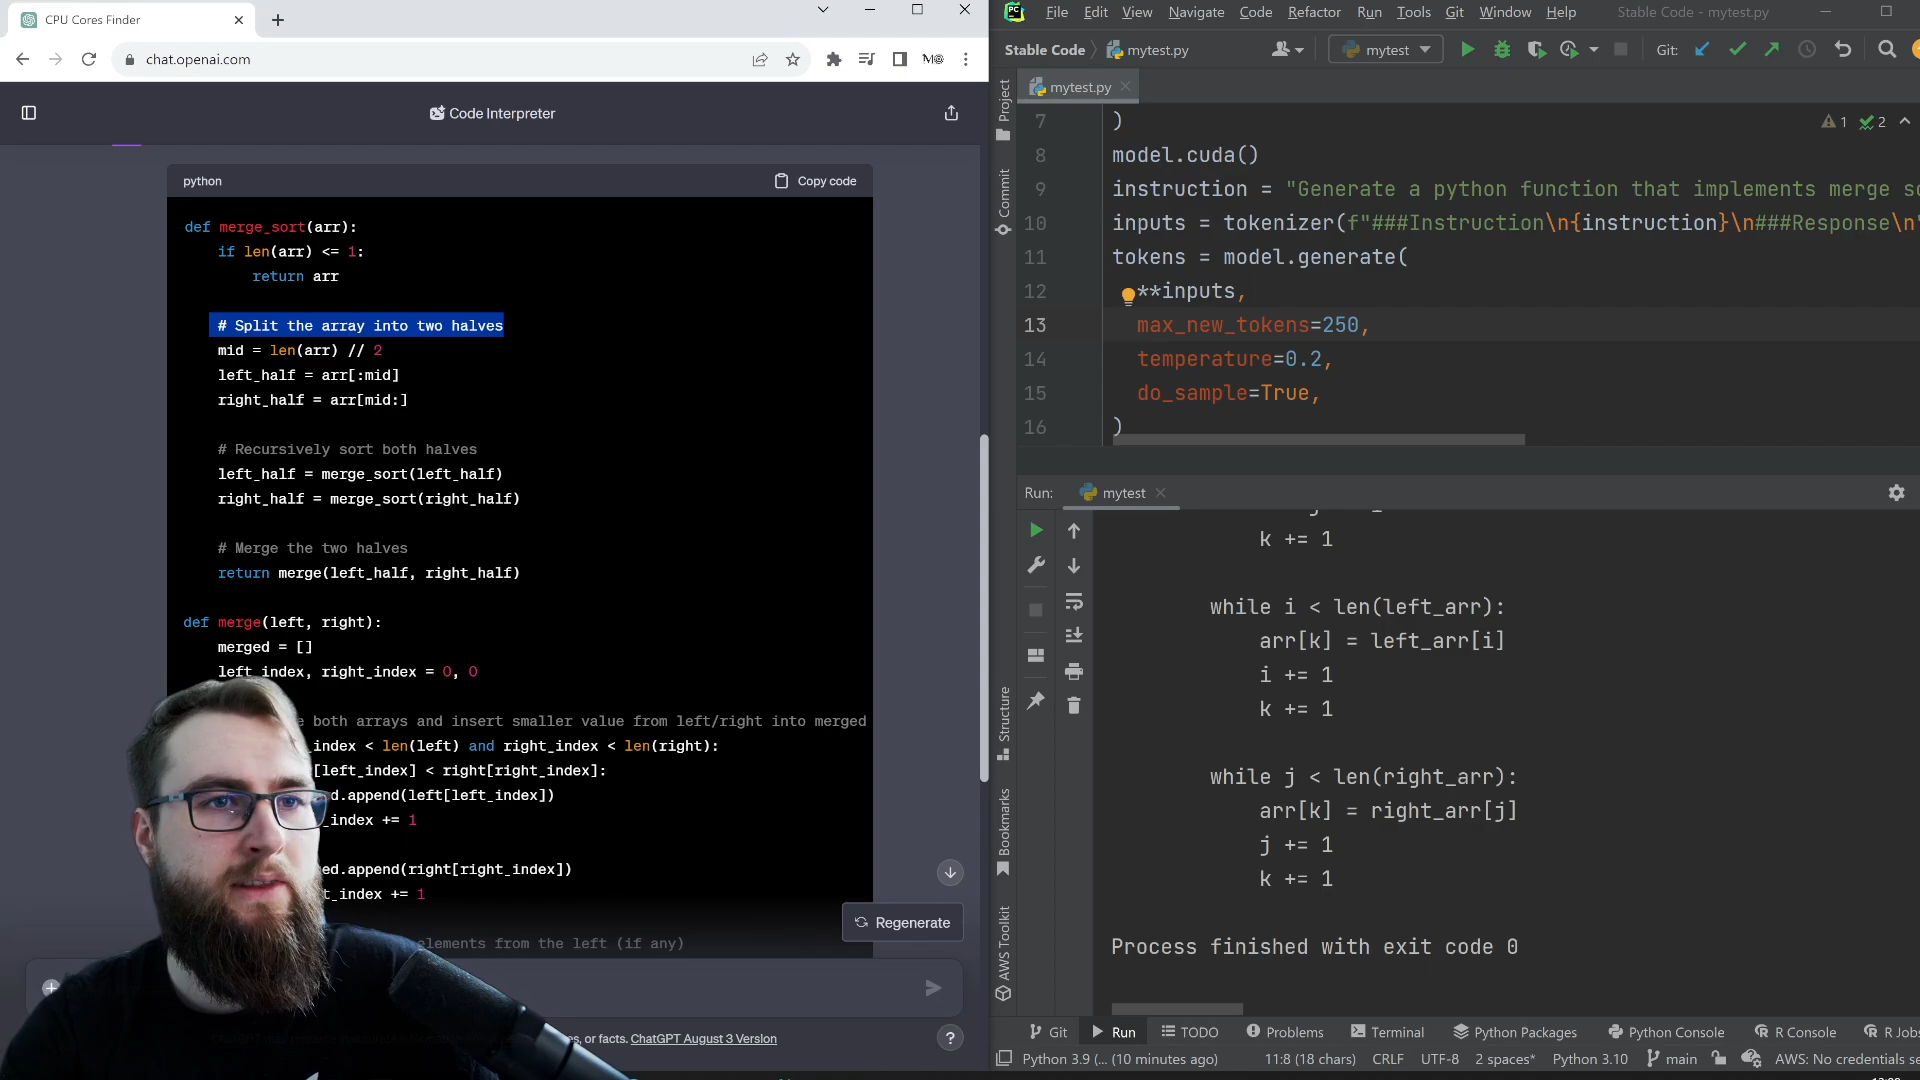 CPU Cores Finder
chat.openai.com
Code Interpreter
python
Copy code
def merge_sort(arr):
if len(arr) <= 1:
return arr
# Split the array into two halves
mid = len(arr) // 2
left_half = arr[:mid]
right_half = arr[mid:]
# Recursively sort both halves
left_half = merge_sort(left_half)
right_half = merge_sort(right_half)
# Merge the two halves
return merge(left_half, right_half)
def merge(left, right):
merged = []
left_index, right_index = 0, 0
e both arrays and insert smaller value from left/right into merged
_index < len(left) and right_index < len(right):
[left_index] < right[right_index]:
d.append(left[left_index])
_index += 1
ed.append(right[right_index])
t_index += 1
elements from the left (if any)
Regenerate
es, or facts. ChatGPT August 3 Version
?
PC File Edit View Navigate Code Refactor Run Tools Git Window Help Stable Code - mytest.py
Stable Code mytest.py
mytest
Git:
mytest.py
1 2
7 )
8 model.cuda()
9 instruction = "Generate a python function that implements merge so
10 inputs = tokenizer(f"###Instruction\n{instruction}\n###Response\n"
11 tokens = model.generate(
12 **inputs,
13 max_new_tokens=250,
14 temperature=0.2,
15 do_sample=True,
16 )
Project
Commit
Structure
Bookmarks
AWS Toolkit
Run: mytest
k += 1
while i < len(left_arr):
arr[k] = left_arr[i]
i += 1
k += 1
while j < len(right_arr):
arr[k] = right_arr[j]
j += 1
k += 1
Process finished with exit code 0
Git Run TODO Problems Terminal Python Packages Python Console R Console R Jobs
Python 3.9 (... (10 minutes ago) 11:8 (18 chars) CRLF UTF-8 2 spaces* Python 3.10 main AWS: No credentials se